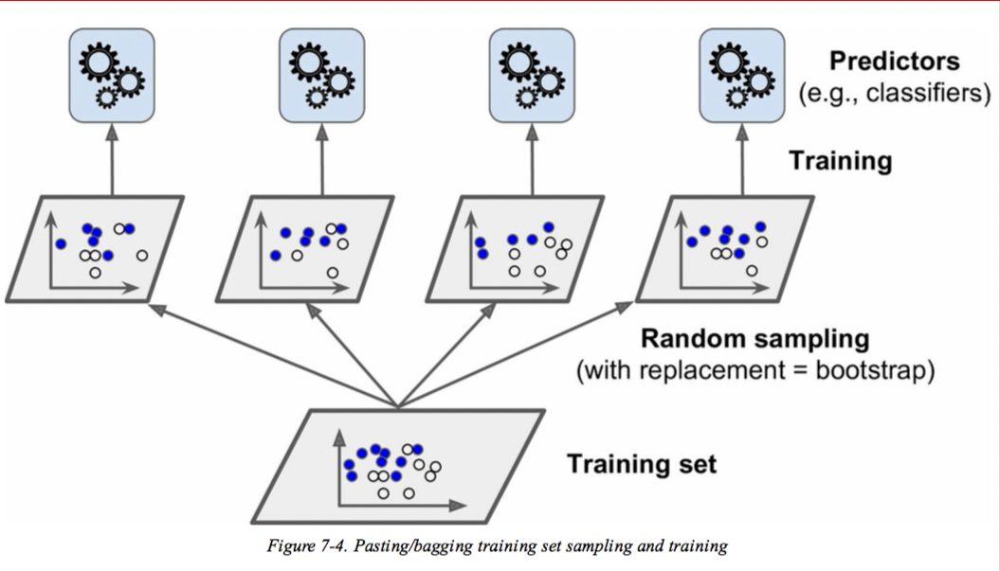 Predictors
(e.g., classifiers)
Training
Random sampling
(with replacement = bootstrap)
Training set
Figure 7-4. Pasting/bagging training set sampling and training